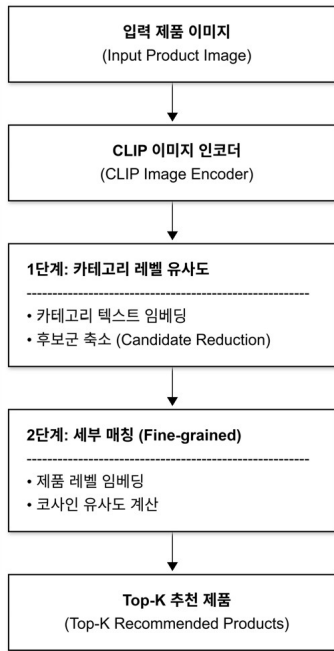 입력 제품 이미지
(Input Product Image)
CLIP 이미지 인코더
(CLIP Image Encoder)
1단계: 카테고리 레벨 유사도
--------------------------------------------------------
• 카테고리 텍스트 임베딩
• 후보군 축소 (Candidate Reduction)
2단계: 세부 매칭 (Fine-grained)
--------------------------------------------------------
• 제품 레벨 임베딩
• 코사인 유사도 계산
Top-K 추천 제품
(Top-K Recommended Products)